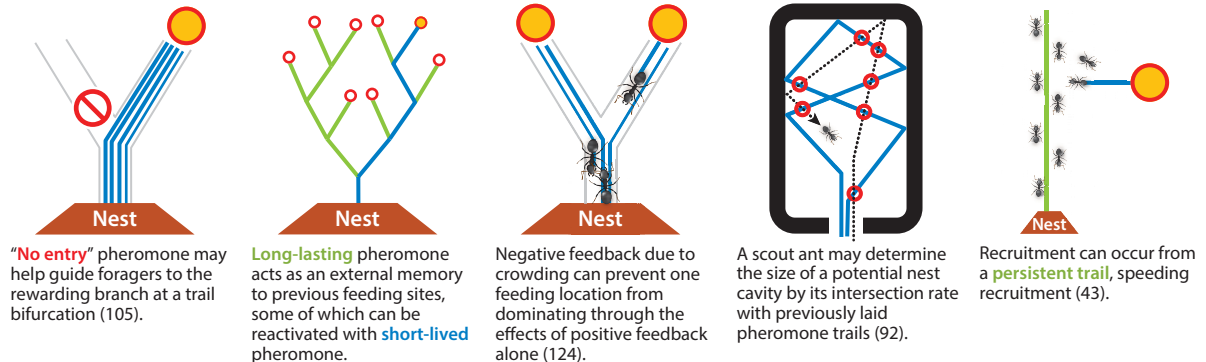 Nest
"No entry" pheromone may
help guide foragers to the
rewarding branch at a trail
bifurcation (105).
Nest
Long-lasting pheromone
acts as an external memory
to previous feeding sites,
some of which can be
reactivated with short-lived
pheromone.
Nest
Negative feedback due to
crowding can prevent one
feeding location from
dominating through the
effects of positive feedback
alone (124).
A scout ant may determine
the size of a potential nest
cavity by its intersection rate
with previously laid
pheromone trails (92).
Nest
Recruitment can occur from
a persistent trail, speeding
recruitment (43).